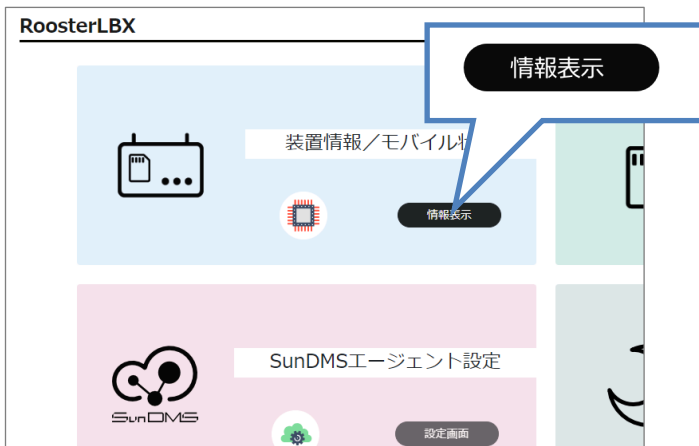 RoosterLBX
情報表示
装置情報／モバイル
情報表示
SunDMSエージェント設定
SunDMS
設定画面